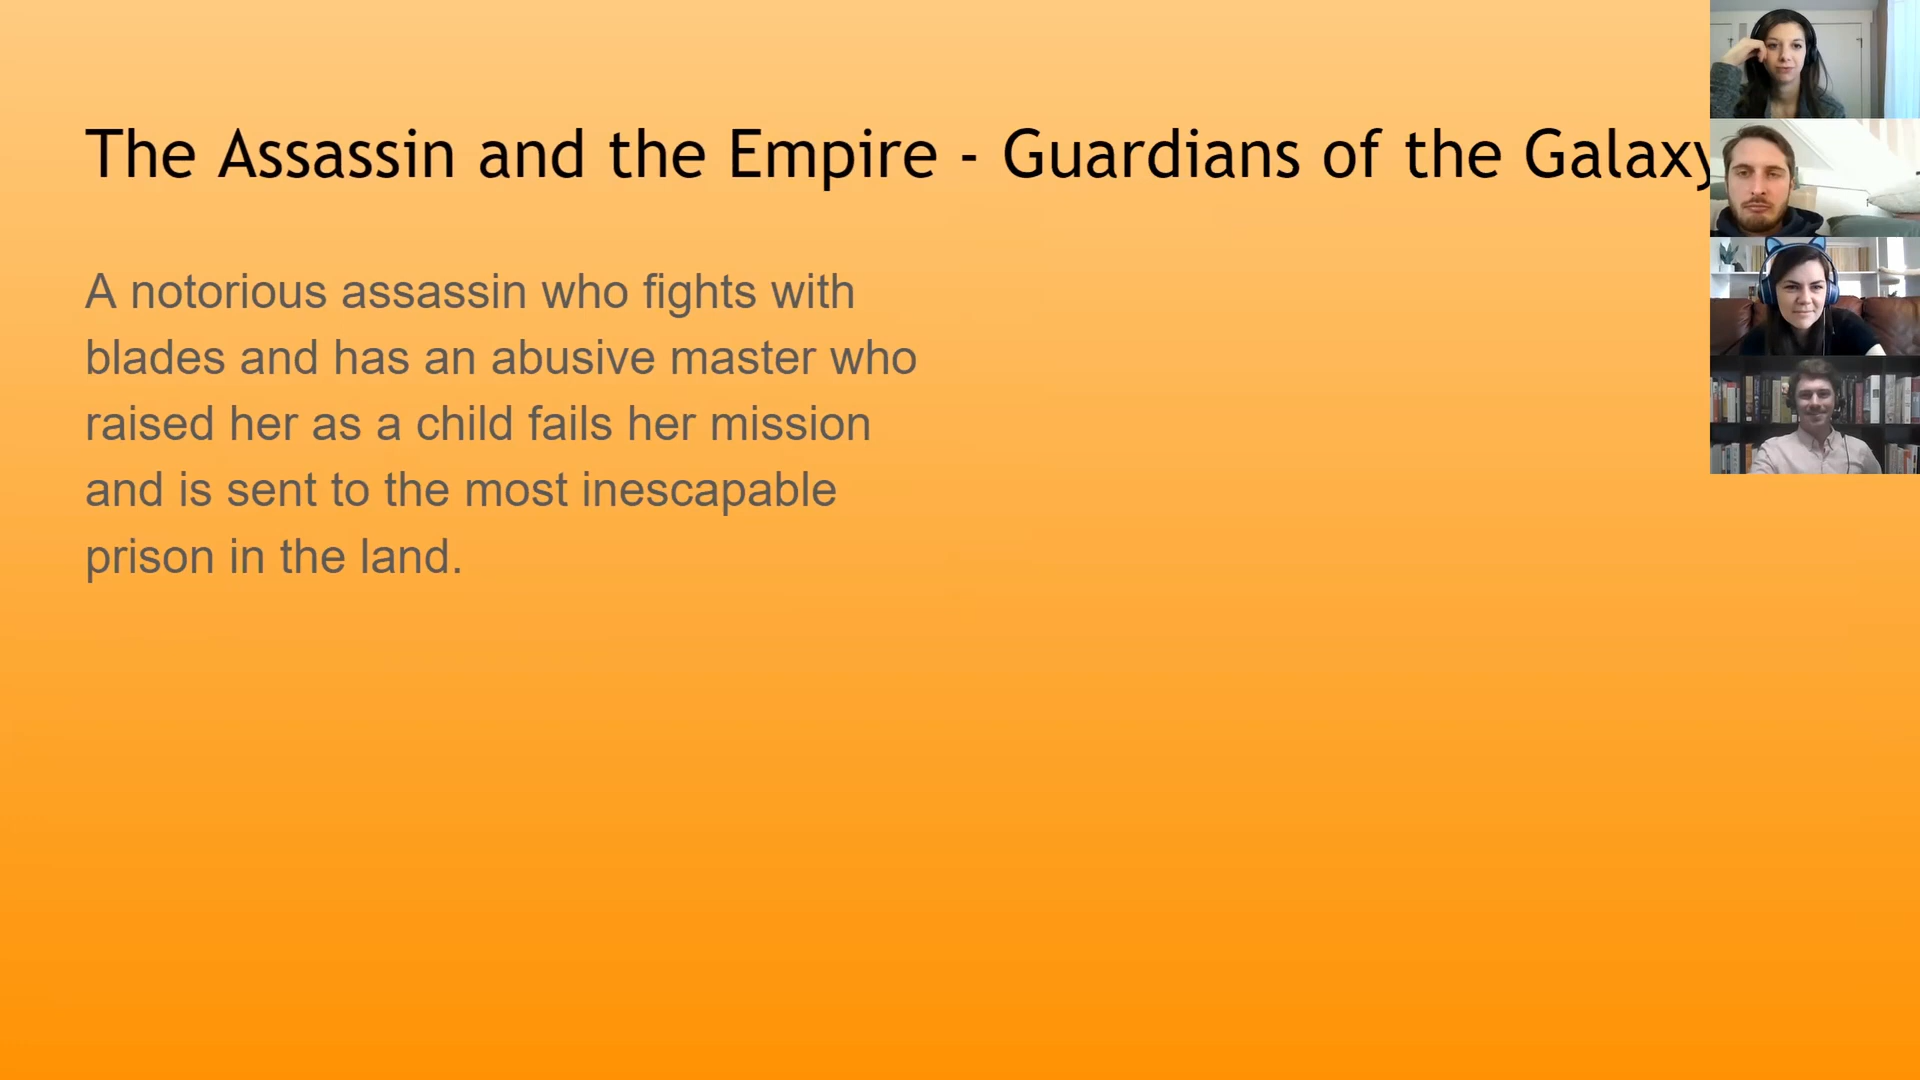 The Assassin and the Empire - Guardians of the Galaxy
A notorious assassin who fights with
blades and has an abusive master who
raised her as a child fails her mission
and is sent to the most inescapable
prison in the land.